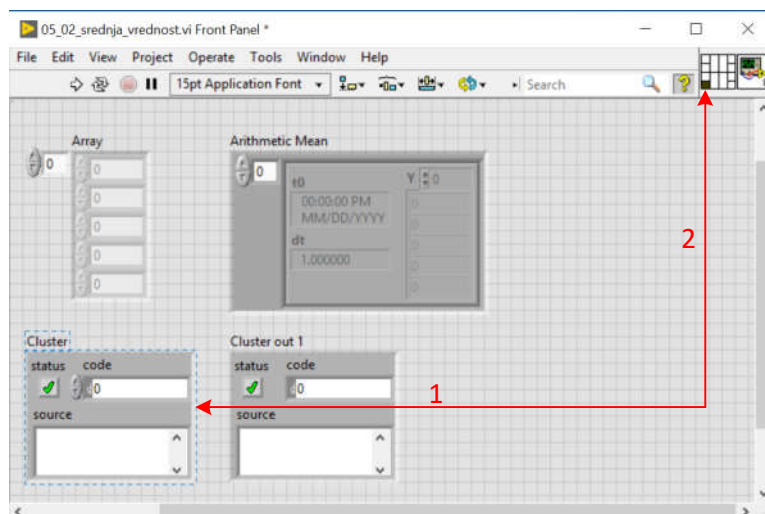 05_02_srednja_vrednost.vi Front Panel *
File Edit View Project Operate Tools Window Help
15pt Application Font Search
Array Arithmetic Mean
0 0 0
t0 Y 0
00:00:00 PM
MM/DD/YYYY
0
0
0
dt
1.000000
0
0
0
0
0
0
2
Cluster Cluster out 1
status code status code
d0 d0
1
source source